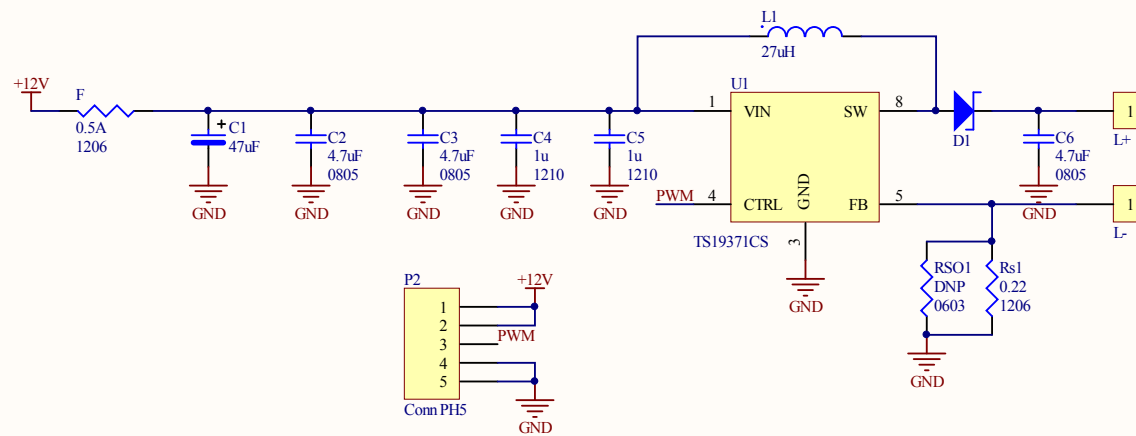 L1
27uH
+12V
F
0.5A
1206
+
C1
47uF
GND
C2
4.7uF
0805
GND
C3
4.7uF
0805
GND
C4
1u
1210
GND
C5
1u
1210
GND
U1
1
VIN
SW
8
PWM
4
CTRL
GND
FB
5
3
TS19371CS
GND
D1
C6
4.7uF
0805
GND
1
L+
1
L-
RSO1
DNP
0603
Rs1
0.22
1206
GND
P2
+12V
1
2
PWM
3
4
5
Conn PH5
GND